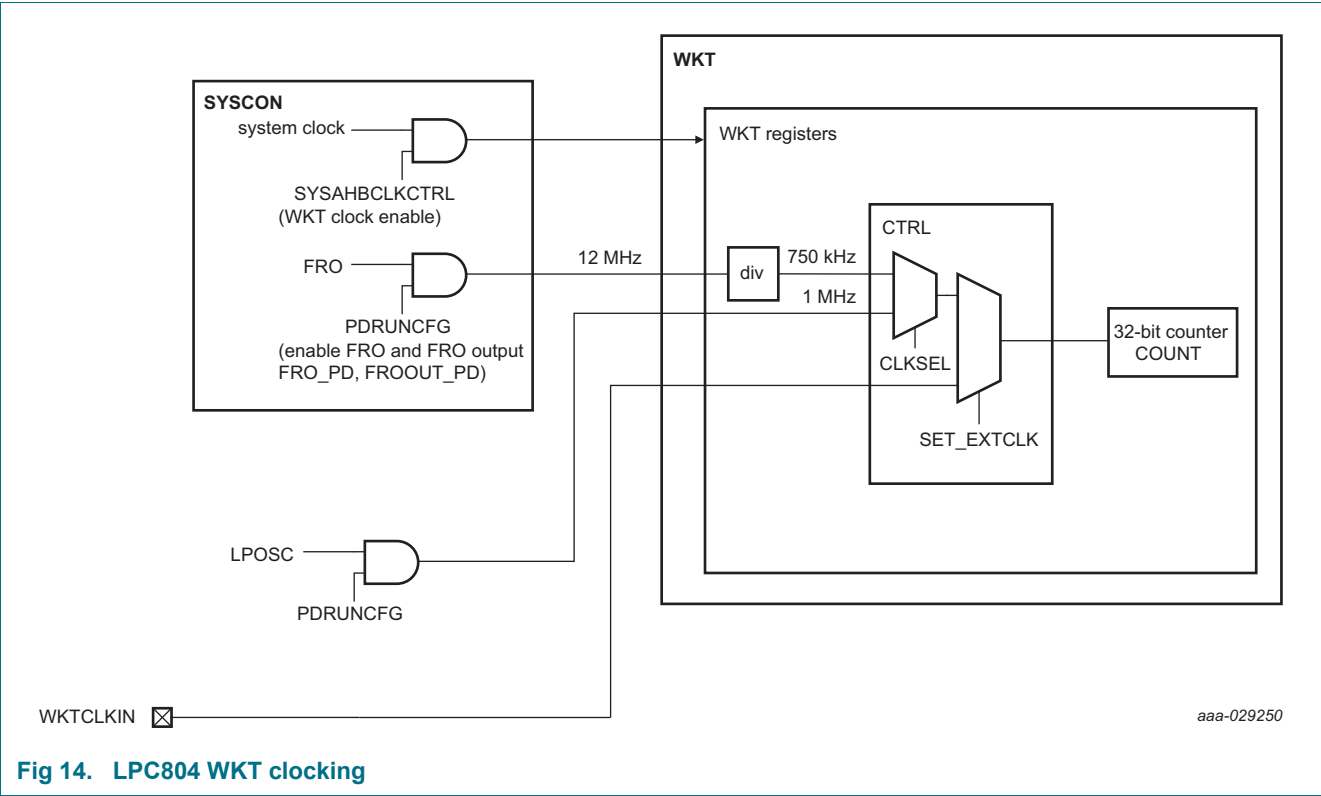 WKT
SYSCON
system clock
SYSAHBCLKCTRL
(WKT clock enable)
FRO
PDRUNCFG
(enable FRO and FRO output
FRO_PD, FROOUT_PD)
12 MHz
WKT registers
div
750 kHz
1 MHz
CTRL
CLKSEL
SET_EXTCLK
32-bit counter
COUNT
LPOSC
PDRUNCFG
WKTCLKIN
aaa-029250
Fig 14. LPC804 WKT clocking